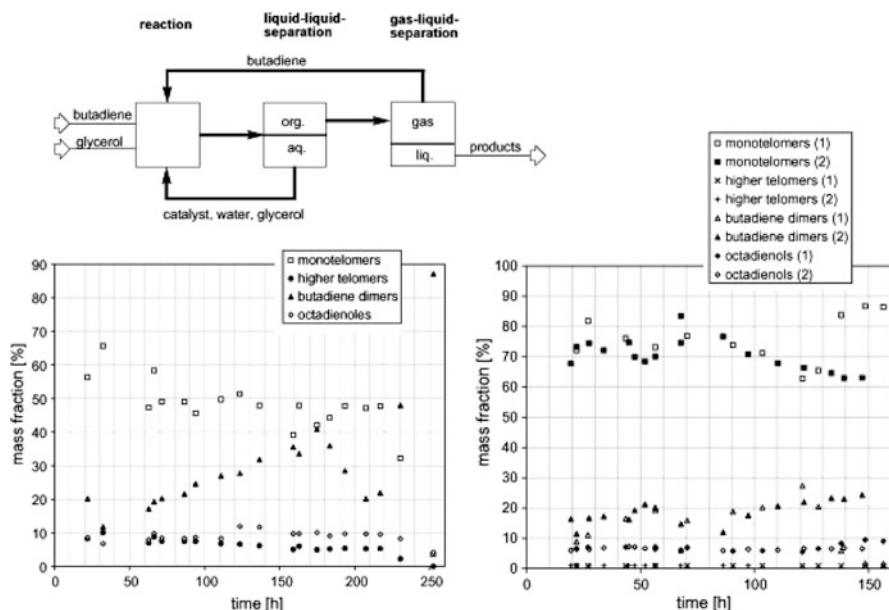 reaction
liquid-liquid-
separation
gas-liquid-
separation
butadiene
butadiene
glycerol
org.
aq.
gas
liq.
products
catalyst, water, glycerol
monotelomers
higher telomers
butadiene dimers
octadienoles
mass fraction [%]
90
80
70
60
50
40
30
20
10
0
0 50 100 150 200 250
time [h]
monotelomers (1)
monotelomers (2)
higher telomers (1)
higher telomers (2)
butadiene dimers (1)
butadiene dimers (2)
octadienols (1)
octadienols (2)
mass fraction [%]
100
90
80
70
60
50
40
30
20
10
0
0 50 100 150
time [h]